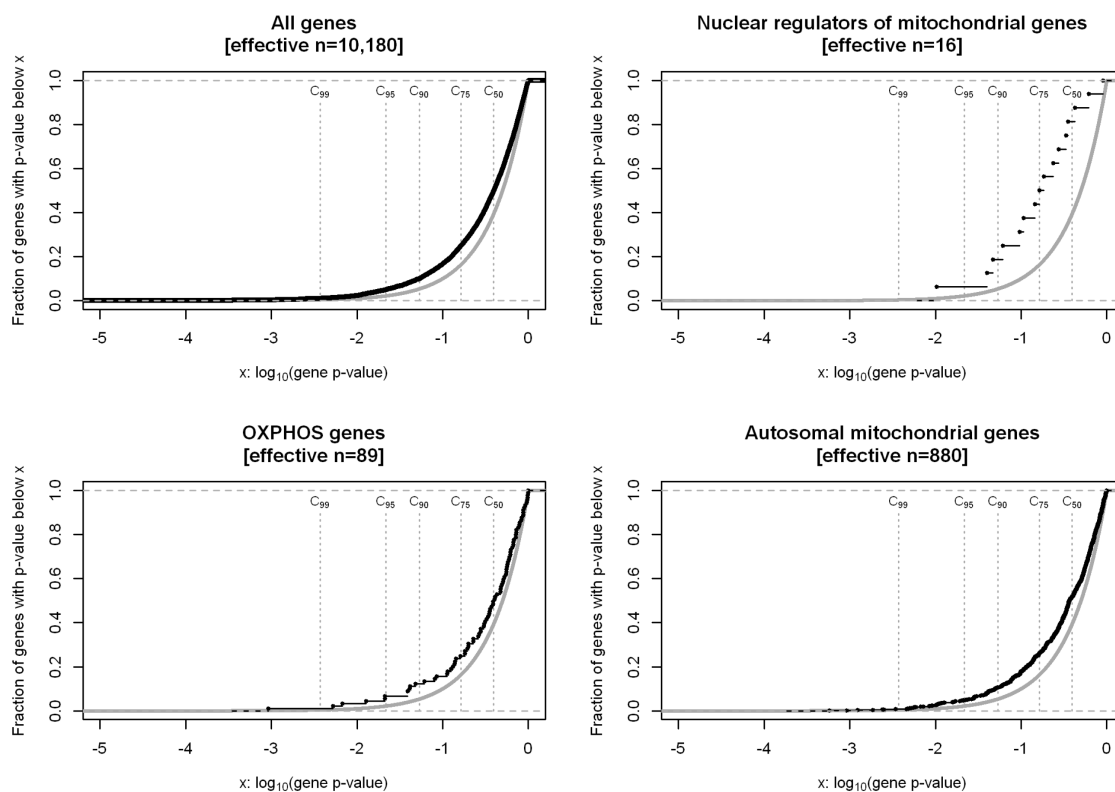 All genes
[effective n=10,180]
Fraction of genes with p-value below x
1.0
0.8
0.6
0.4
0.2
0.0
C99 C95 C90 C75 C50
-5 -4 -3 -2 -1 0
x: log10(gene p-value)
Nuclear regulators of mitochondrial genes
[effective n=16]
Fraction of genes with p-value below x
1.0
0.8
0.6
0.4
0.2
0.0
C99 C95 C90 C75 C50
-5 -4 -3 -2 -1 0
x: log10(gene p-value)
OXPHOS genes
[effective n=89]
Fraction of genes with p-value below x
1.0
0.8
0.6
0.4
0.2
0.0
C99 C95 C90 C75 C50
-5 -4 -3 -2 -1 0
x: log10(gene p-value)
Autosomal mitochondrial genes
[effective n=880]
Fraction of genes with p-value below x
1.0
0.8
0.6
0.4
0.2
0.0
C99 C95 C90 C75 C50
-5 -4 -3 -2 -1 0
x: log10(gene p-value)